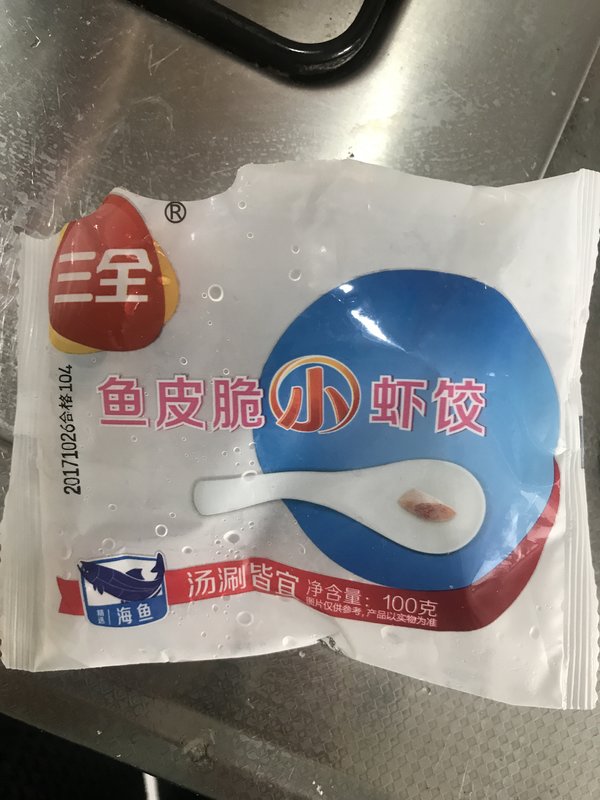 ®
三全
鱼皮脆小虾饺
20171026合格104
汤涮皆宜
净含量：100克
图片仅供参考，产品以实物为准
精选
海鱼